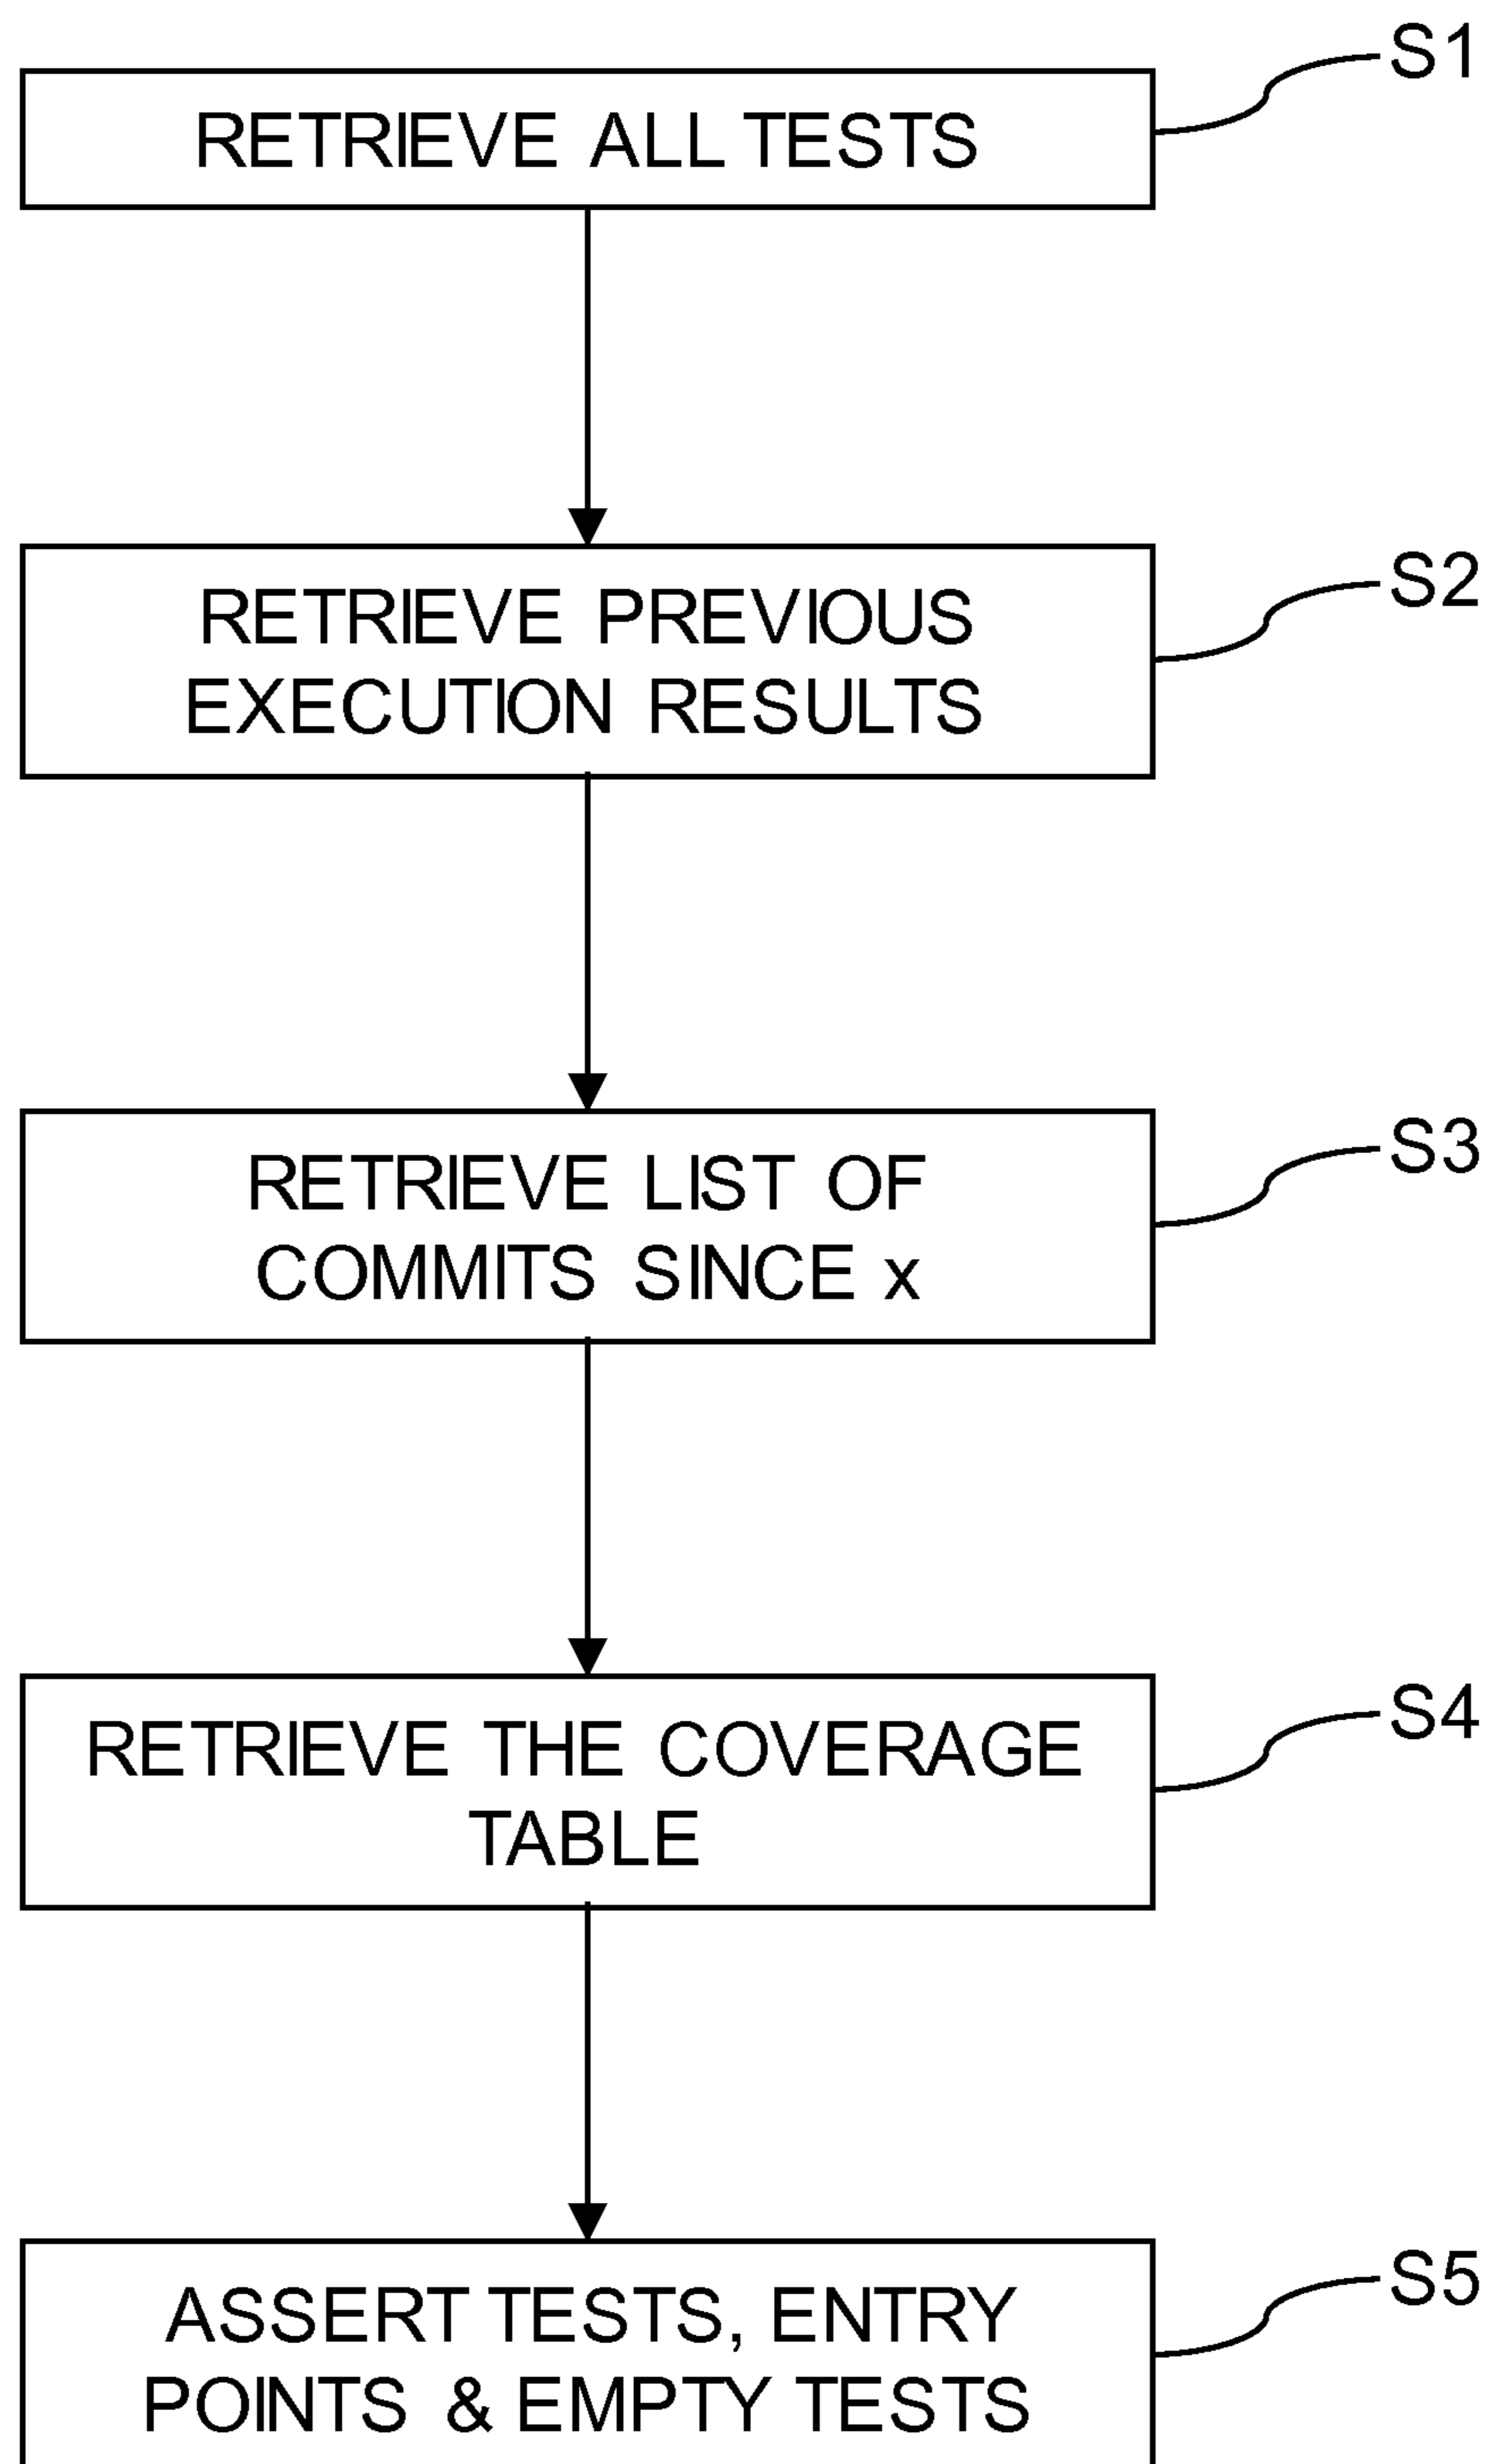 S1
RETRIEVE ALL TESTS
S2
RETRIEVE PREVIOUS
EXECUTION RESULTS
S3
RETRIEVE LIST OF
COMMITS SINCE x
S4
RETRIEVE THE COVERAGE
TABLE
S5
ASSERT TESTS, ENTRY
POINTS & EMPTY TESTS